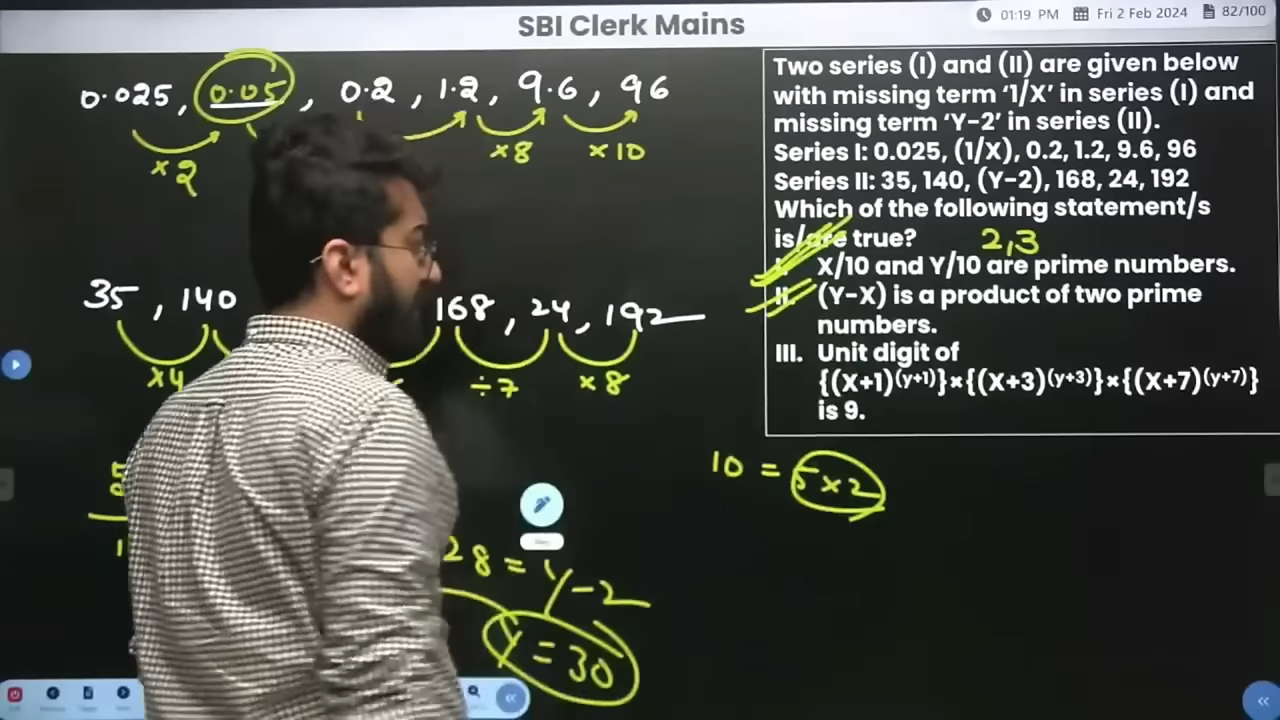 SBI Clerk Mains
01:19 PM Fri 2 Feb 2024 82/100
0.025, 0.05, 0.2, 1.2, 9.6, 96
×2 ×8 ×10
Two series (I) and (II) are given below
with missing term ‘1/X’ in series (I) and
missing term ‘Y-2’ in series (II).
Series I: 0.025, (1/X), 0.2, 1.2, 9.6, 96
Series II: 35, 140, (Y-2), 168, 24, 192
Which of the following statement/s
is/are true? 2,3
I. X/10 and Y/10 are prime numbers.
II. (Y-X) is a product of two prime
numbers.
III. Unit digit of
{(X+1)^(y+1)}×{(X+3)^(y+3)}×{(X+7)^(y+7)}
is 9.
35, 140 168, 24, 192
×4 ÷7 ×8
10 = 5×2
28 = Y-2
Y = 30